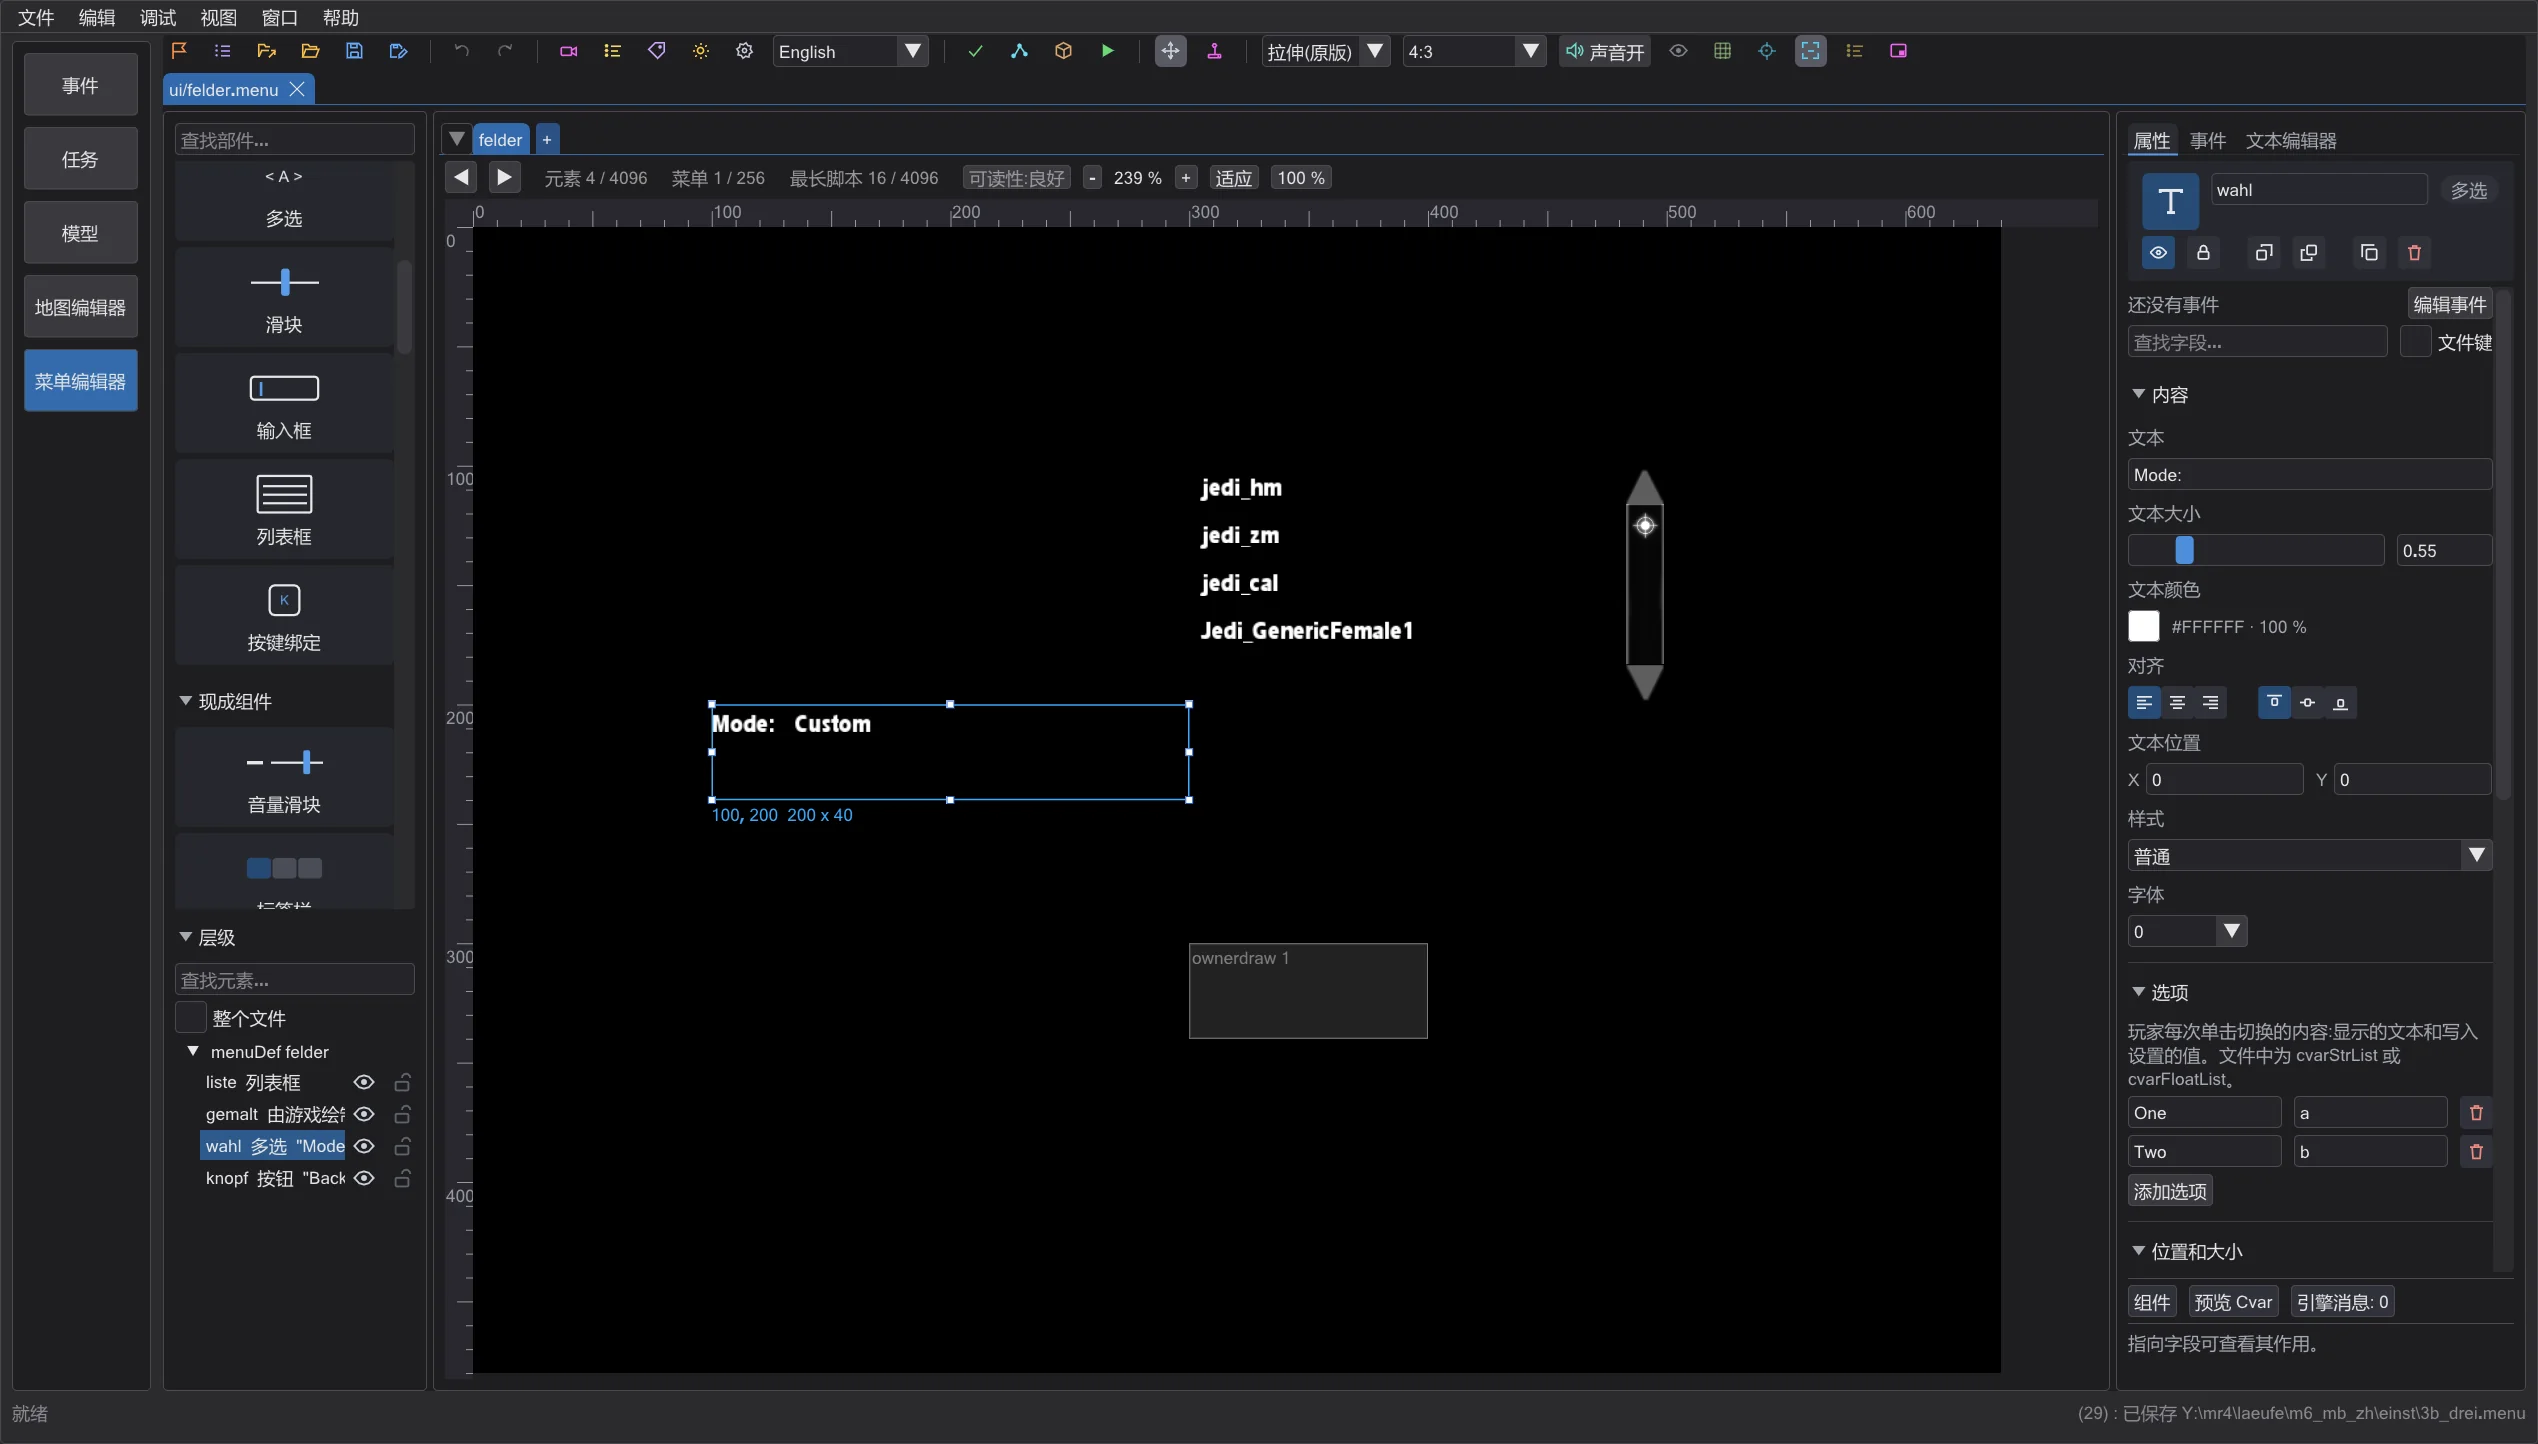 文件 编辑 调试 视图 窗口 帮助
English
拉伸(原版)
4:3
声音开
事件
任务
模型
地图编辑器
菜单编辑器
ui/felder.menu
查找部件...
< A >
多选
滑块
输入框
列表框
K
按键绑定
现成组件
音量滑块
层级
查找元素...
整个文件
menuDef felder
liste 列表框
gemalt 由游戏绘
wahl 多选 "Mode
knopf 按钮 "Back
felder
+
元素 4 / 4096 菜单 1 / 256 最长脚本 16 / 4096 可读性:良好 - 239 % + 适应 100 %
0 100 200 300 400 500 600
0
100
200
300
400
jedi_hm
jedi_zm
jedi_cal
Jedi_GenericFemale1
Mode: Custom
100, 200 200 x 40
ownerdraw 1
属性 事件 文本编辑器
T
wahl
多选
还没有事件
编辑事件
查找字段...
文件键
内容
文本
Mode:
文本大小
0.55
文本颜色
#FFFFFF · 100 %
对齐
文本位置
X 0 Y 0
样式
普通
字体
0
选项
玩家每次单击切换的内容:显示的文本和写入
设置的值。文件中为 cvarStrList 或
cvarFloatList。
One a
Two b
添加选项
位置和大小
组件 预览 Cvar 引擎消息: 0
指向字段可查看其作用。
就绪
(29) : 已保存 Y:\mr4\laeufe\m6_mb_zh\einst\3b_drei.menu